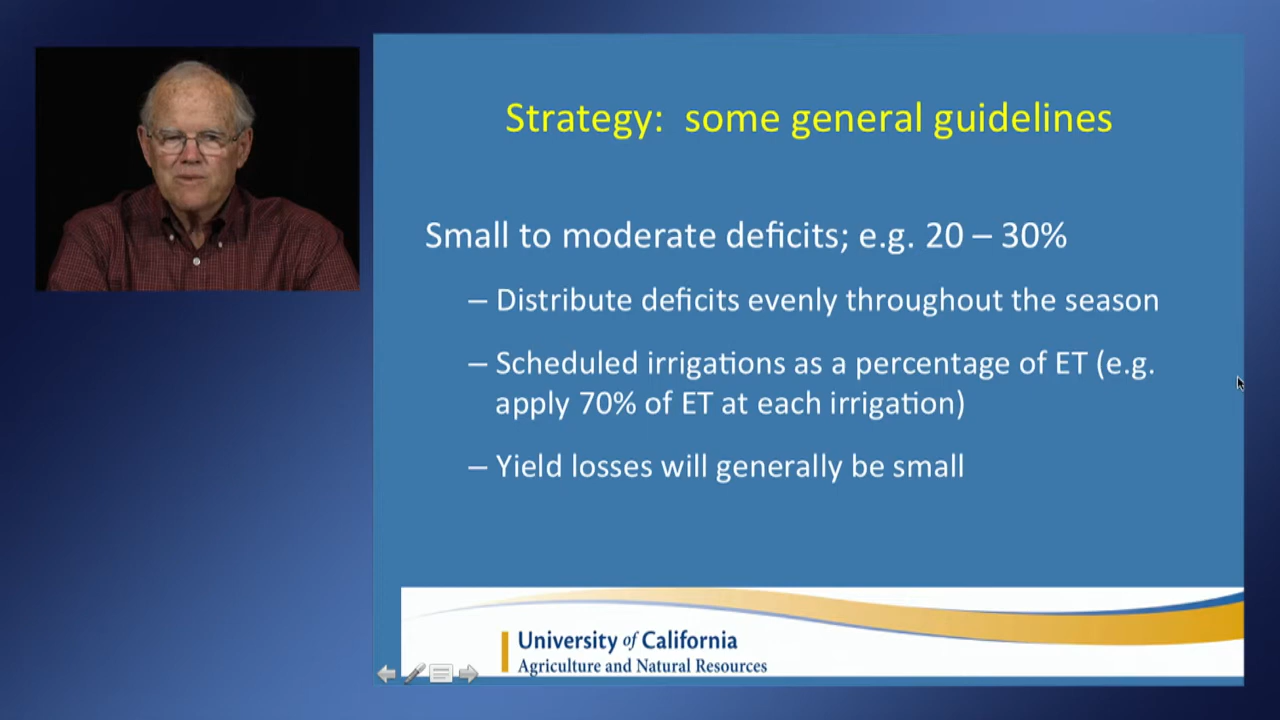 Strategy:  some general guidelines
Small to moderate deficits; e.g. 20 – 30%
– Distribute deficits evenly throughout the season
– Scheduled irrigations as a percentage of ET (e.g.
apply 70% of ET at each irrigation)
– Yield losses will generally be small
University of California
Agriculture and Natural Resources